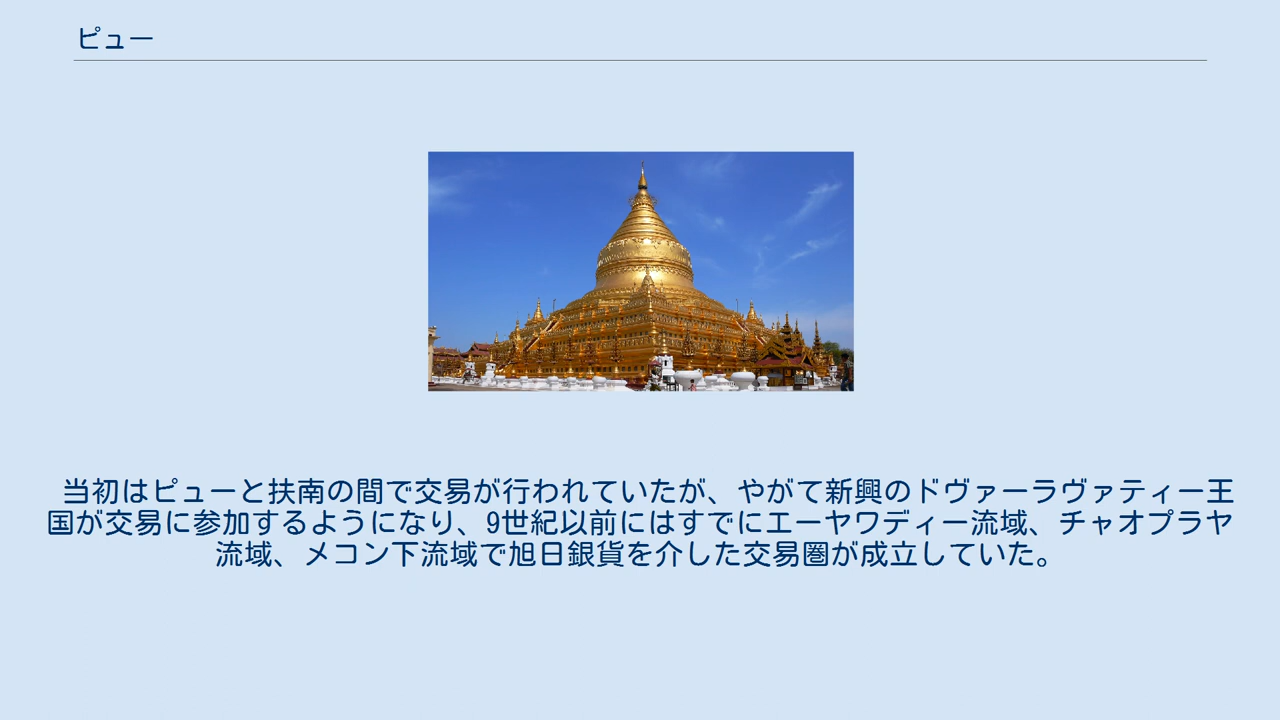 ピュー
当初はピューと扶南の間で交易が行われていたが、やがて新興のドヴァーラヴァティー王
国が交易に参加するようになり、9世紀以前にはすでにエーヤワディー流域、チャオプラヤ
流域、メコン下流域で旭日銀貨を介した交易圏が成立していた。